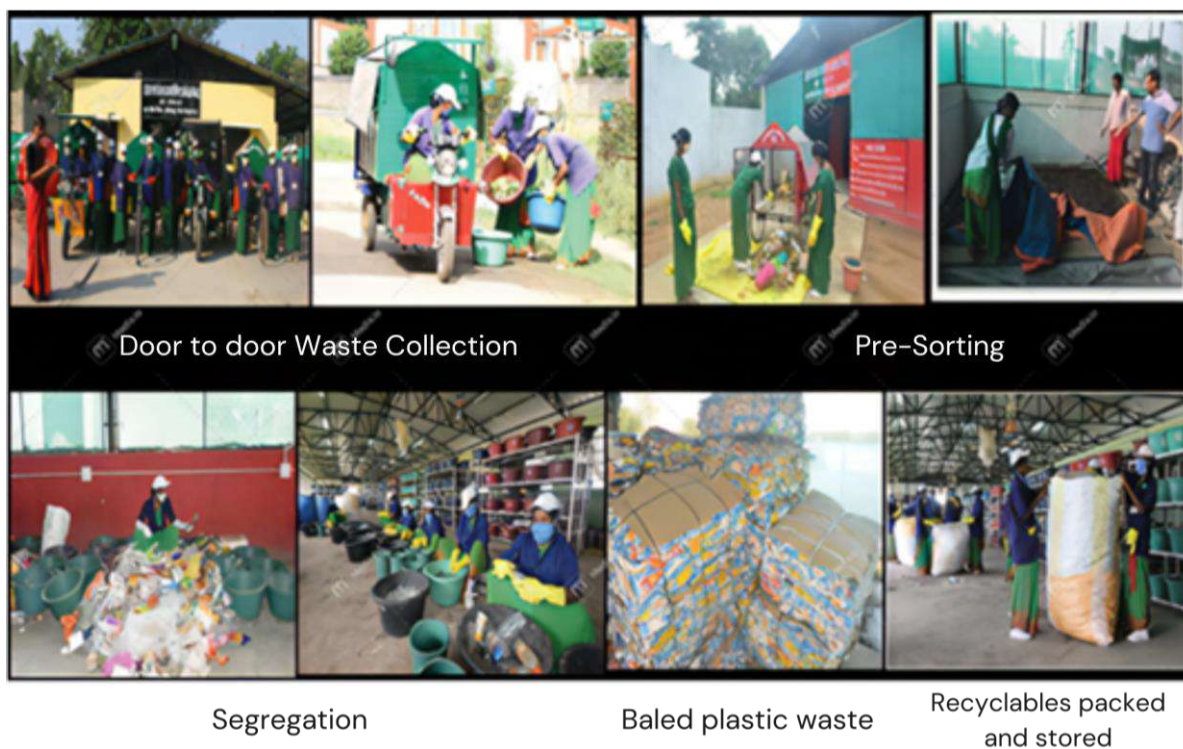 Door to door Waste Collection
Pre-Sorting
Segregation
Baled plastic waste
Recyclables packed
and stored